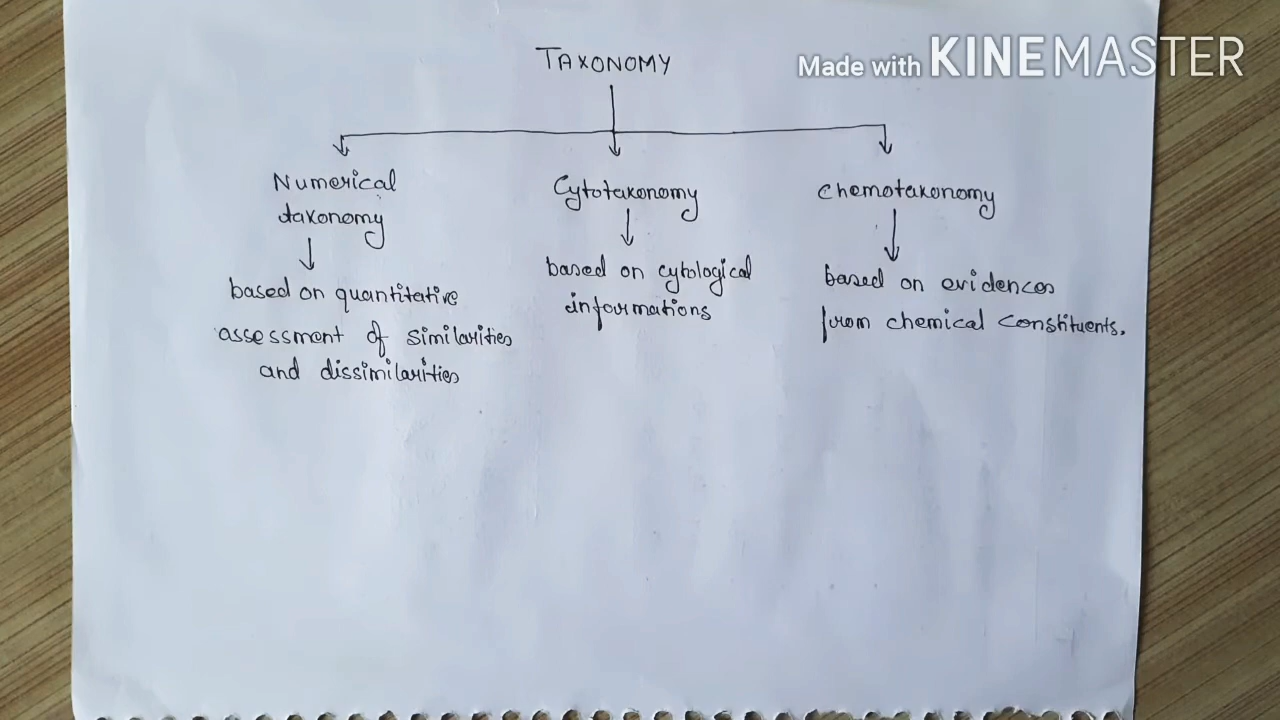 TAXONOMY
Made with KINEMASTER
Numerical
taxonomy
Cytotaxonomy
Chemotaxonomy
based on quantitative
assessment of similarities
and dissimilarities
based on cytological
informations
based on evidences
from chemical constituents.